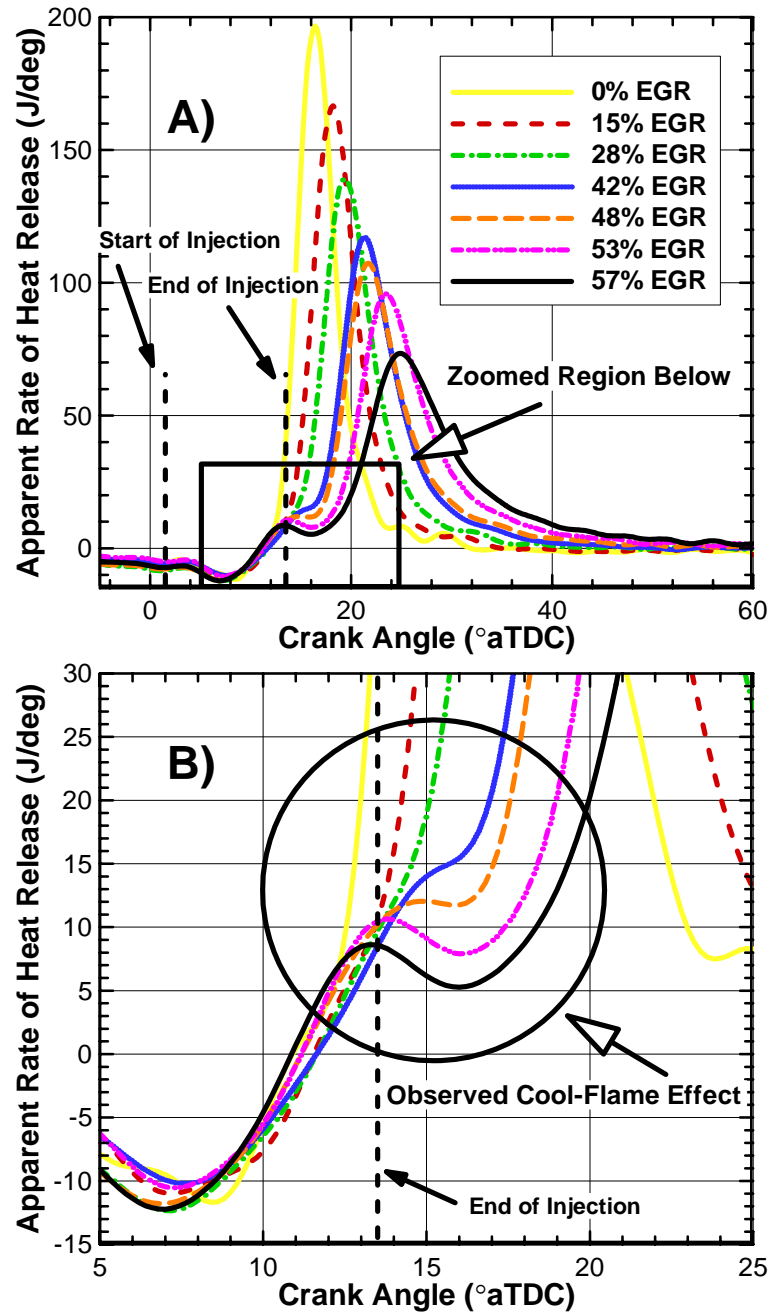 200
150
100
50
0
Apparent Rate of Heat Release (J/deg)
A)
0% EGR
15% EGR
28% EGR
42% EGR
48% EGR
53% EGR
57% EGR
Start of Injection
End of Injection
Zoomed Region Below
0
20
40
60
Crank Angle (°aTDC)
30
25
20
15
10
5
0
-5
-10
-15
Apparent Rate of Heat Release (J/deg)
B)
Observed Cool-Flame Effect
End of Injection
5
10
15
20
25
Crank Angle (°aTDC)